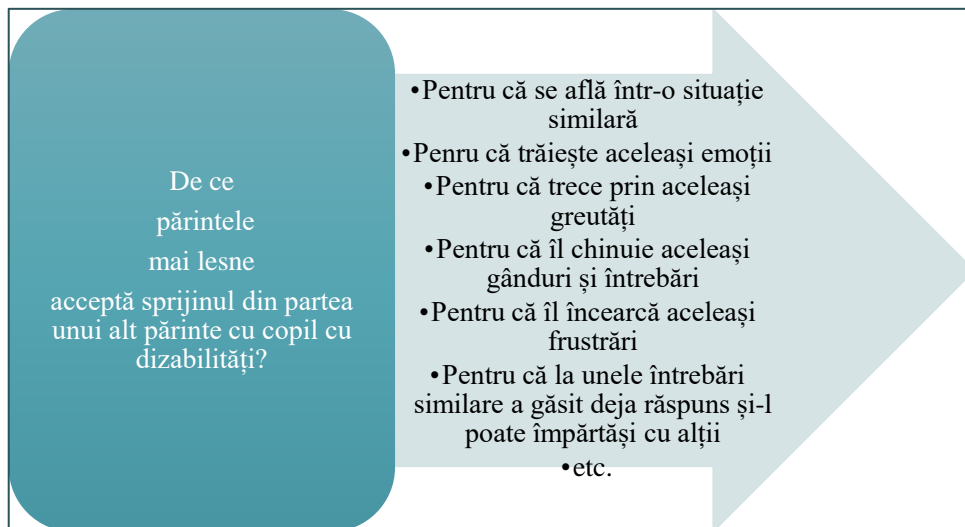 De ce
părintele
mai lesne
acceptă sprijinul din partea
unui alt părinte cu copil cu
dizabilități?
•Pentru că se află într-o situație
similară
•Penru că trăiește aceleași emoții
•Pentru că trece prin aceleași
greutăți
•Pentru că îl chinuie aceleași
gânduri și întrebări
•Pentru că îl încearcă aceleași
frustrări
•Pentru că la unele întrebări
similare a găsit deja răspuns și-l
poate împărtăși cu alții
•etc.